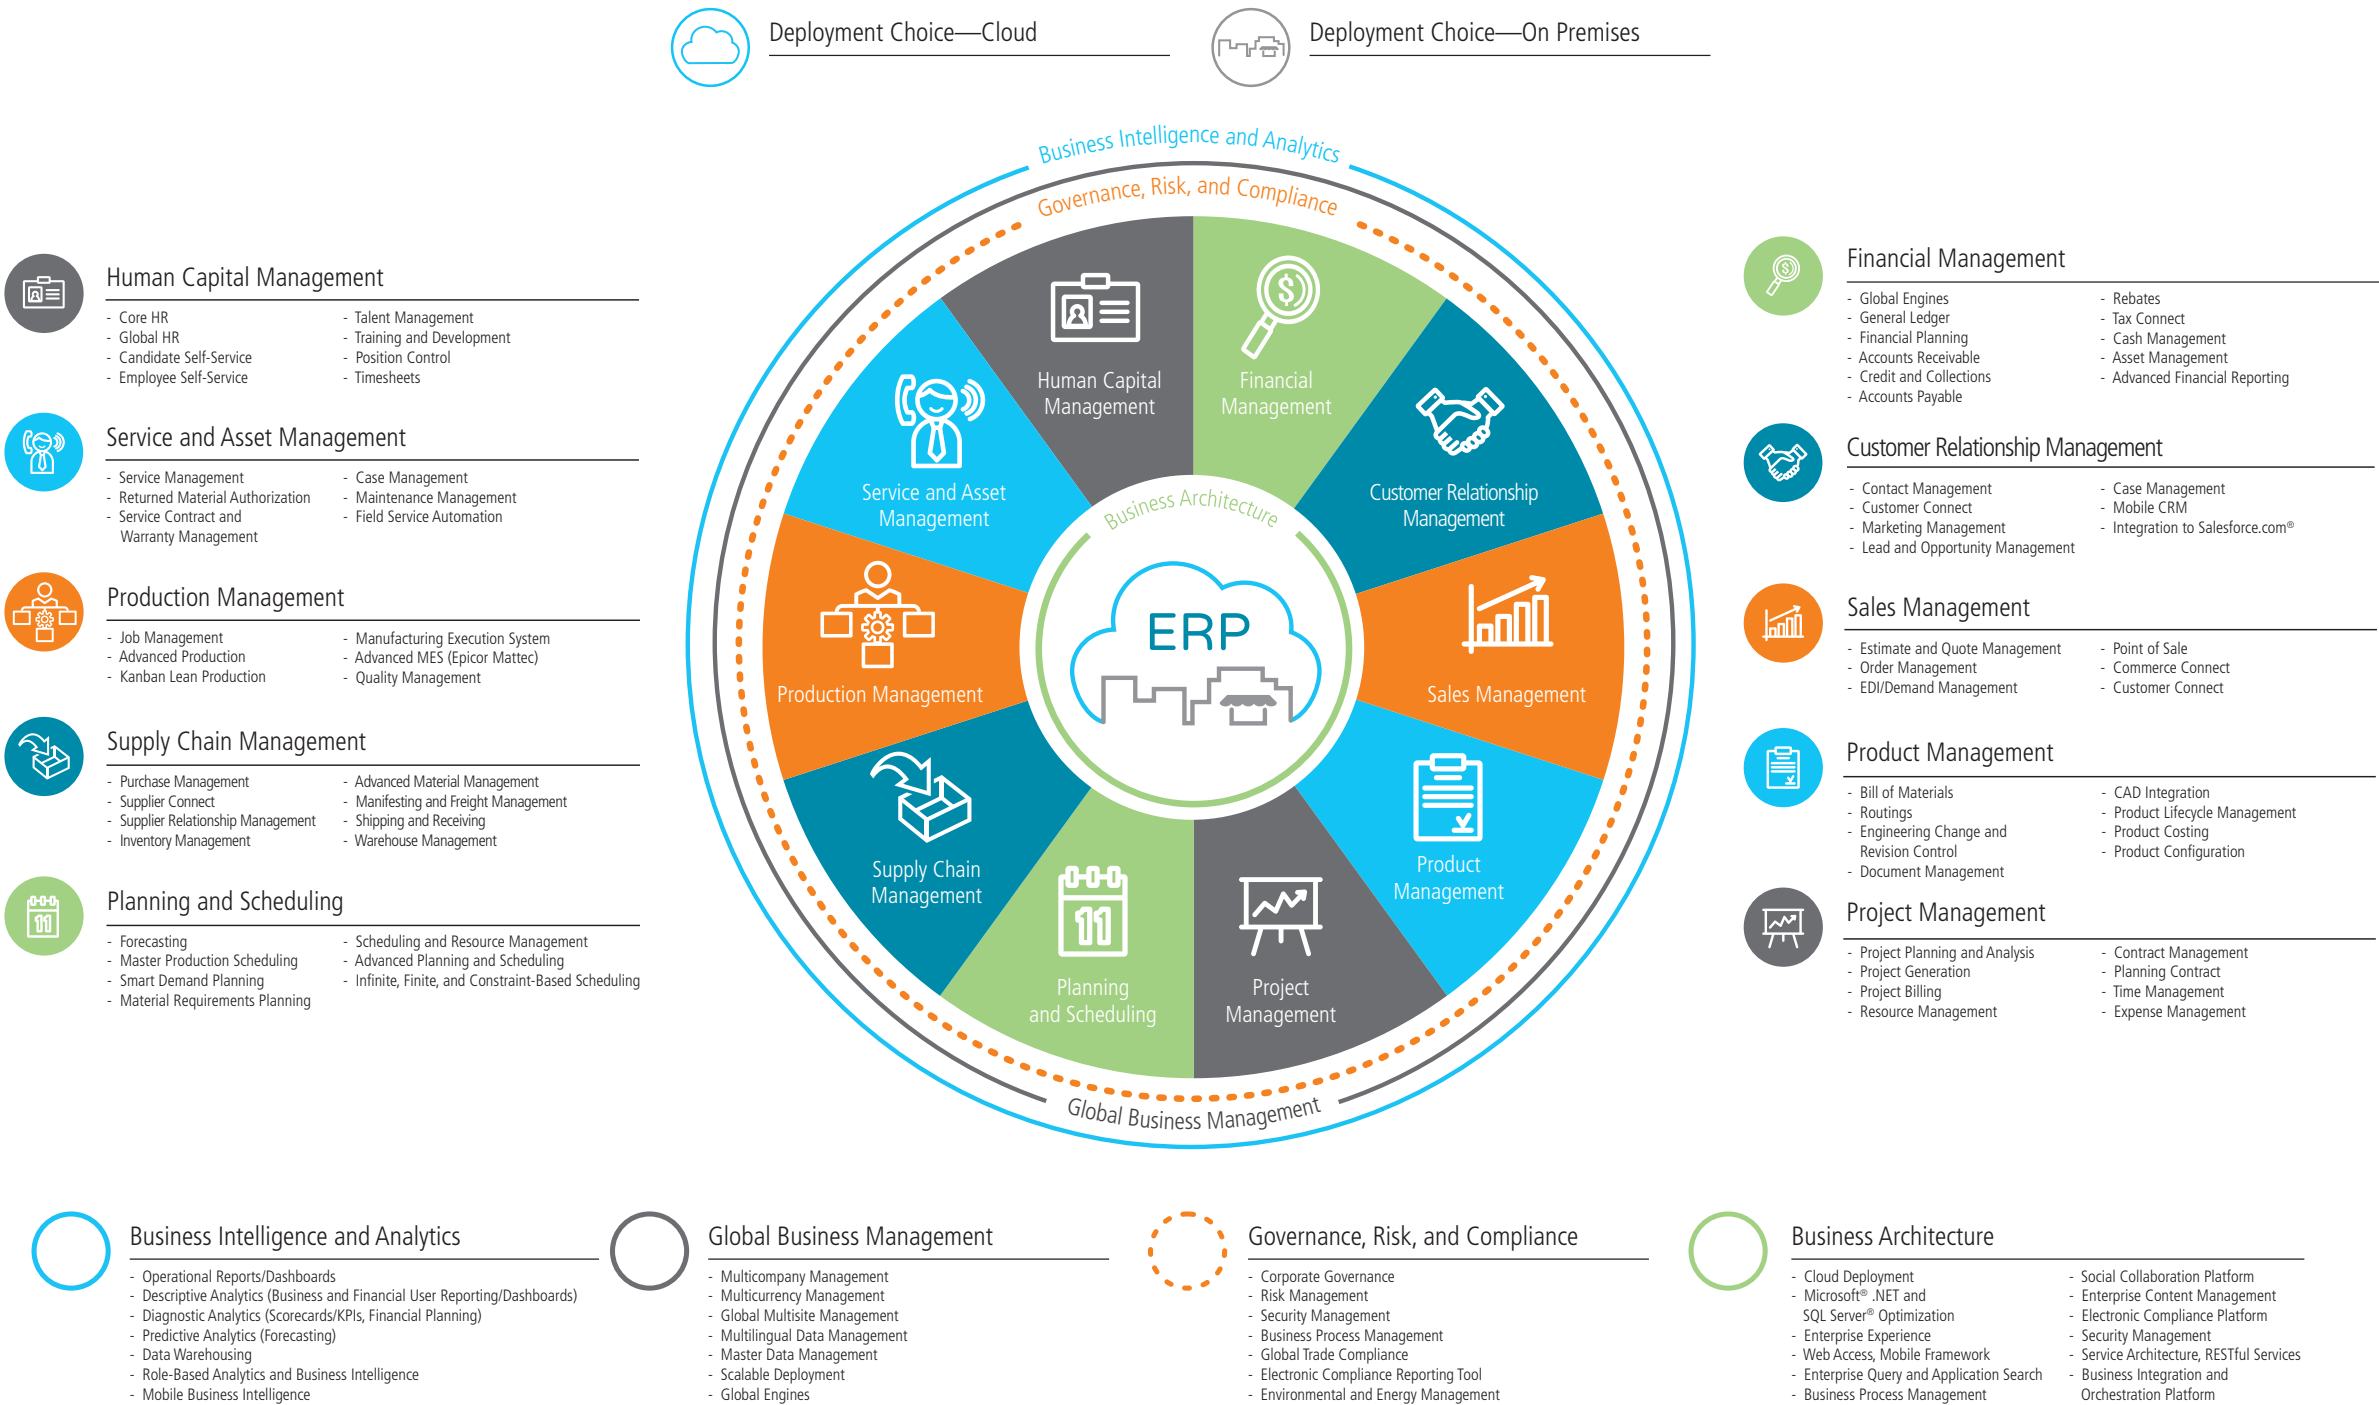 Deployment Choice—Cloud
Deployment Choice—On Premises
Business Intelligence and Analytics
Governance, Risk, and Compliance
Human Capital
Management
Financial
Management
Service and Asset
Management
Customer Relationship
Management
Business Architecture
ERP
Production Management
Sales Management
Supply Chain
Management
Product
Management
11
Planning
and Scheduling
Project
Management
Global Business Management
Human Capital Management
- Core HR
- Global HR
- Candidate Self-Service
- Employee Self-Service
- Talent Management
- Training and Development
- Position Control
- Timesheets
Service and Asset Management
- Service Management
- Returned Material Authorization
- Service Contract and
Warranty Management
- Case Management
- Maintenance Management
- Field Service Automation
Production Management
- Job Management
- Advanced Production
- Kanban Lean Production
- Manufacturing Execution System
- Advanced MES (Epicor Mattec)
- Quality Management
Supply Chain Management
- Purchase Management
- Supplier Connect
- Supplier Relationship Management
- Inventory Management
- Advanced Material Management
- Manifesting and Freight Management
- Shipping and Receiving
- Warehouse Management
11
Planning and Scheduling
- Forecasting
- Master Production Scheduling
- Smart Demand Planning
- Material Requirements Planning
- Scheduling and Resource Management
- Advanced Planning and Scheduling
- Infinite, Finite, and Constraint-Based Scheduling
Financial Management
- Global Engines
- General Ledger
- Financial Planning
- Accounts Receivable
- Credit and Collections
- Accounts Payable
- Rebates
- Tax Connect
- Cash Management
- Asset Management
- Advanced Financial Reporting
Customer Relationship Management
- Contact Management
- Customer Connect
- Marketing Management
- Lead and Opportunity Management
- Case Management
- Mobile CRM
- Integration to Salesforce.com®
Sales Management
- Estimate and Quote Management
- Order Management
- EDI/Demand Management
- Point of Sale
- Commerce Connect
- Customer Connect
Product Management
- Bill of Materials
- Routings
- Engineering Change and
Revision Control
- Document Management
- CAD Integration
- Product Lifecycle Management
- Product Costing
- Product Configuration
Project Management
- Project Planning and Analysis
- Project Generation
- Project Billing
- Resource Management
- Contract Management
- Planning Contract
- Time Management
- Expense Management
Business Intelligence and Analytics
- Operational Reports/Dashboards
- Descriptive Analytics (Business and Financial User Reporting/Dashboards)
- Diagnostic Analytics (Scorecards/KPIs, Financial Planning)
- Predictive Analytics (Forecasting)
- Data Warehousing
- Role-Based Analytics and Business Intelligence
- Mobile Business Intelligence
Global Business Management
- Multicompany Management
- Multicurrency Management
- Global Multisite Management
- Multilingual Data Management
- Master Data Management
- Scalable Deployment
- Global Engines
Governance, Risk, and Compliance
- Corporate Governance
- Risk Management
- Security Management
- Business Process Management
- Global Trade Compliance
- Electronic Compliance Reporting Tool
- Environmental and Energy Management
Business Architecture
- Cloud Deployment
- Microsoft® .NET and
SQL Server® Optimization
- Enterprise Experience
- Web Access, Mobile Framework
- Enterprise Query and Application Search
- Business Process Management
- Social Collaboration Platform
- Enterprise Content Management
- Electronic Compliance Platform
- Security Management
- Service Architecture, RESTful Services
- Business Integration and
Orchestration Platform